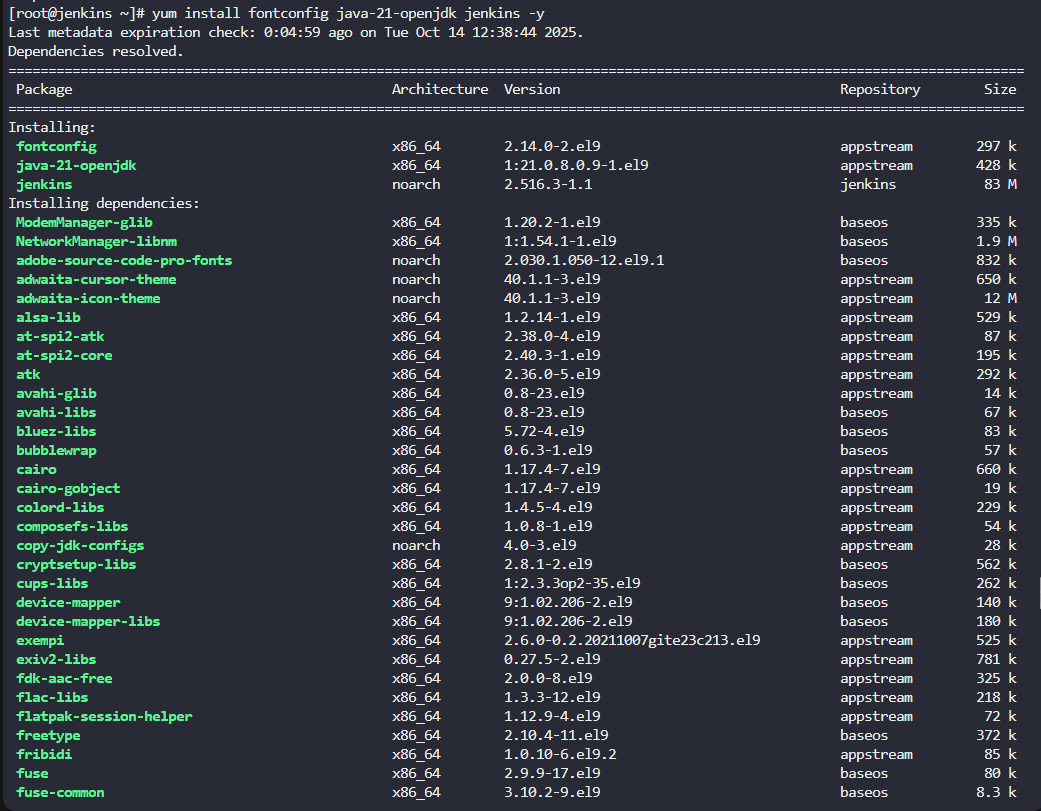 [root@jenkins ~]# yum install fontconfig java-21-openjdk jenkins -y
Last metadata expiration check: 0:04:59 ago on Tue Oct 14 12:38:44 2025.
Dependencies resolved.
================================================================================================================================
Package Architecture Version Repository Size
================================================================================================================================
Installing:
fontconfig x86_64 2.14.0-2.el9 appstream 297 k
java-21-openjdk x86_64 1:21.0.8.0.9-1.el9 appstream 428 k
jenkins noarch 2.516.3-1.1 jenkins 83 M
Installing dependencies:
ModemManager-glib x86_64 1.20.2-1.el9 baseos 335 k
NetworkManager-libnm x86_64 1:1.54.1-1.el9 baseos 1.9 M
adobe-source-code-pro-fonts noarch 2.030.1.050-12.el9.1 baseos 832 k
adwaita-cursor-theme noarch 40.1.1-3.el9 appstream 650 k
adwaita-icon-theme noarch 40.1.1-3.el9 appstream 12 M
alsa-lib x86_64 1.2.14-1.el9 appstream 529 k
at-spi2-atk x86_64 2.38.0-4.el9 appstream 87 k
at-spi2-core x86_64 2.40.3-1.el9 appstream 195 k
atk x86_64 2.36.0-5.el9 appstream 292 k
avahi-glib x86_64 0.8-23.el9 appstream 14 k
avahi-libs x86_64 0.8-23.el9 baseos 67 k
bluez-libs x86_64 5.72-4.el9 baseos 83 k
bubblewrap x86_64 0.6.3-1.el9 baseos 57 k
cairo x86_64 1.17.4-7.el9 appstream 660 k
cairo-gobject x86_64 1.17.4-7.el9 appstream 19 k
colord-libs x86_64 1.4.5-4.el9 appstream 229 k
composefs-libs x86_64 1.0.8-1.el9 appstream 54 k
copy-jdk-configs noarch 4.0-3.el9 appstream 28 k
cryptsetup-libs x86_64 2.8.1-2.el9 baseos 562 k
cups-libs x86_64 1:2.3.3op2-35.el9 baseos 262 k
device-mapper x86_64 9:1.02.206-2.el9 baseos 140 k
device-mapper-libs x86_64 9:1.02.206-2.el9 baseos 180 k
exempi x86_64 2.6.0-0.2.20211007gite23c213.el9 appstream 525 k
exiv2-libs x86_64 0.27.5-2.el9 appstream 781 k
fdk-aac-free x86_64 2.0.0-8.el9 appstream 325 k
flac-libs x86_64 1.3.3-12.el9 appstream 218 k
flatpak-session-helper x86_64 1.12.9-4.el9 appstream 72 k
freetype x86_64 2.10.4-11.el9 baseos 372 k
fribidi x86_64 1.0.10-6.el9.2 appstream 85 k
fuse x86_64 2.9.9-17.el9 baseos 80 k
fuse-common x86_64 3.10.2-9.el9 baseos 8.3 k